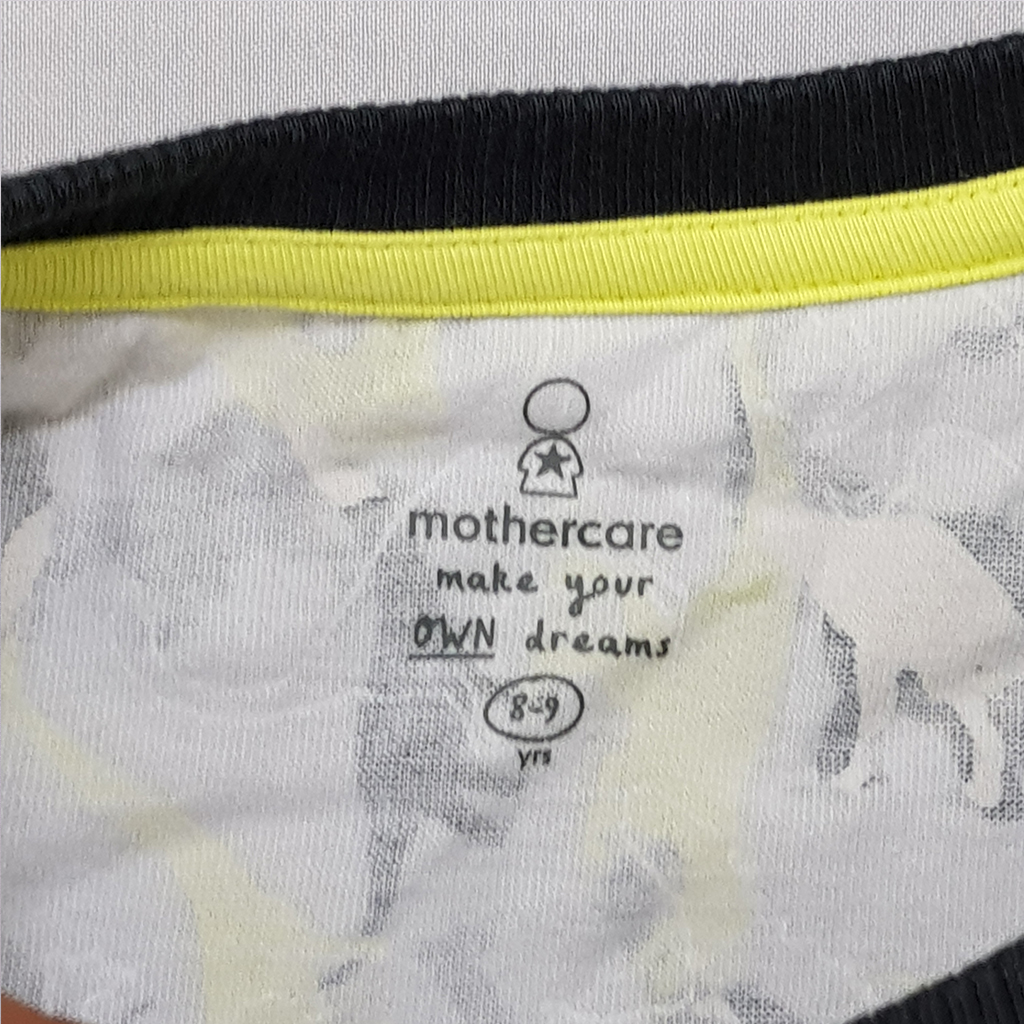 mothercare
make your
OWN dreams
8-9
yrs